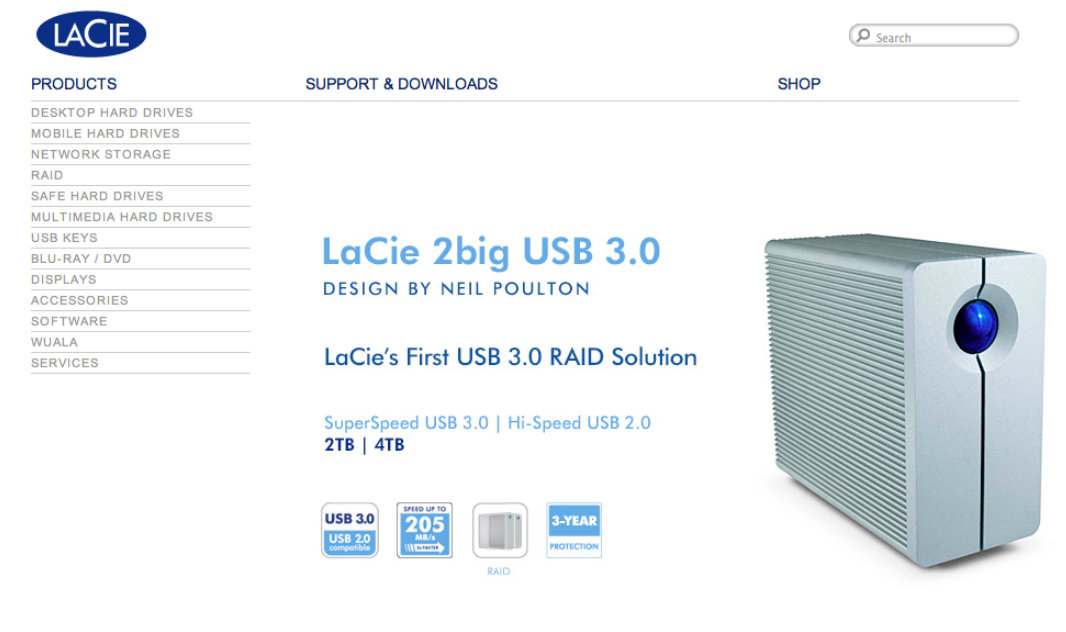 LACIE
Search
PRODUCTS
SUPPORT & DOWNLOADS
SHOP
DESKTOP HARD DRIVES
MOBILE HARD DRIVES
NETWORK STORAGE
RAID
SAFE HARD DRIVES
MULTIMEDIA HARD DRIVES
USB KEYS
BLU-RAY / DVD
DISPLAYS
ACCESSORIES
SOFTWARE
WUALA
SERVICES
LaCie 2big USB 3.0
DESIGN BY NEIL POULTON
LaCie's First USB 3.0 RAID Solution
SuperSpeed USB 3.0 | Hi-Speed USB 2.0
2TB | 4TB
USB 3.0
USB 2.0
compatible
SPEED UP TO
205
MB/s
3x FASTER
RAID
3-YEAR
PROTECTION